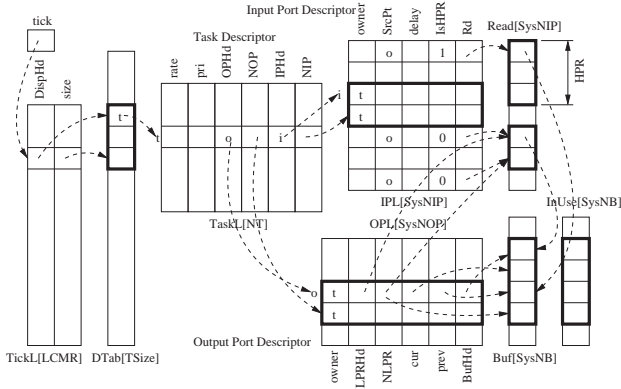 Input Port Descriptor
owner
SrcPt
delay
IsHPR
Rd
Read[SysNIP]
tick
Task Descriptor
DispHd
size
rate
pri
OPHd
NOP
IPHd
NIP
o
1
HPR
i
t
t
t
t
o
i
o
0
o
0
IPL[SysNIP]
InUse[SysNB]
TaskL[NT]
OPL[SysNOP]
o
t
t
Output Port Descriptor
TickL[LCMR]
DTab[TSize]
owner
LPRHd
NLPR
cur
prev
BufHd
Buf[SysNB]